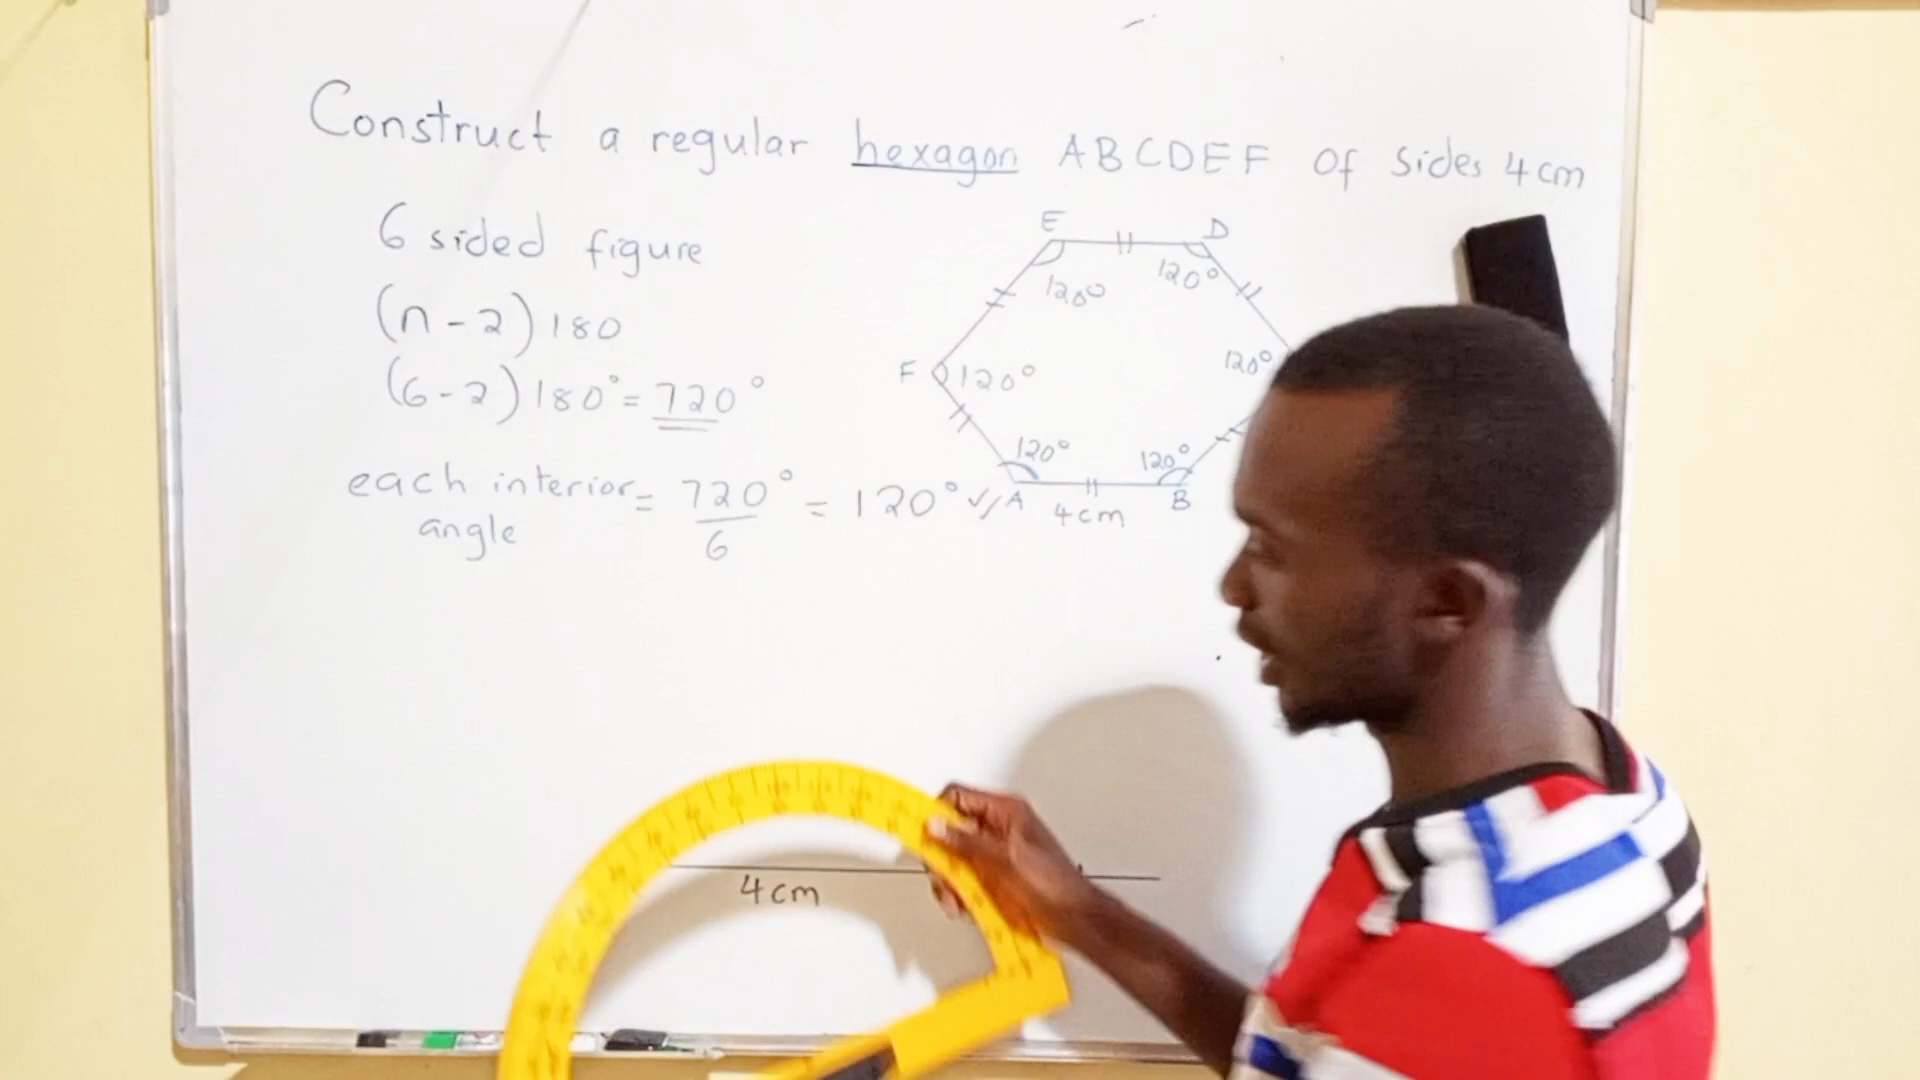 Construct a regular hexagon ABCDEF of sides 4cm
6 sided figure
(n-2)180
(6-2)180° = 720°
each interior angle = 720°/6 = 120° ✓
E
D
120°
120°
120°
F
120°
120°
120°
A
B
4cm
4cm